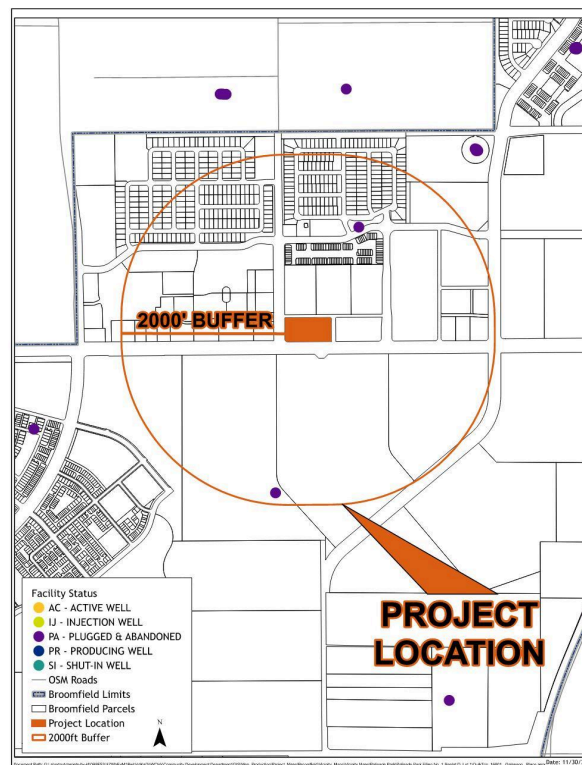 2000' BUFFER
PROJECT
LOCATION
Facility Status
AC - ACTIVE WELL
IJ - INJECTION WELL
PA - PLUGGED & ABANDONED
PR - PRODUCING WELL
SI - SHUT-IN WELL
OSM Roads
Broomfield Limits
Broomfield Parcels
Project Location
2000ft Buffer
N
Date: 11/30/